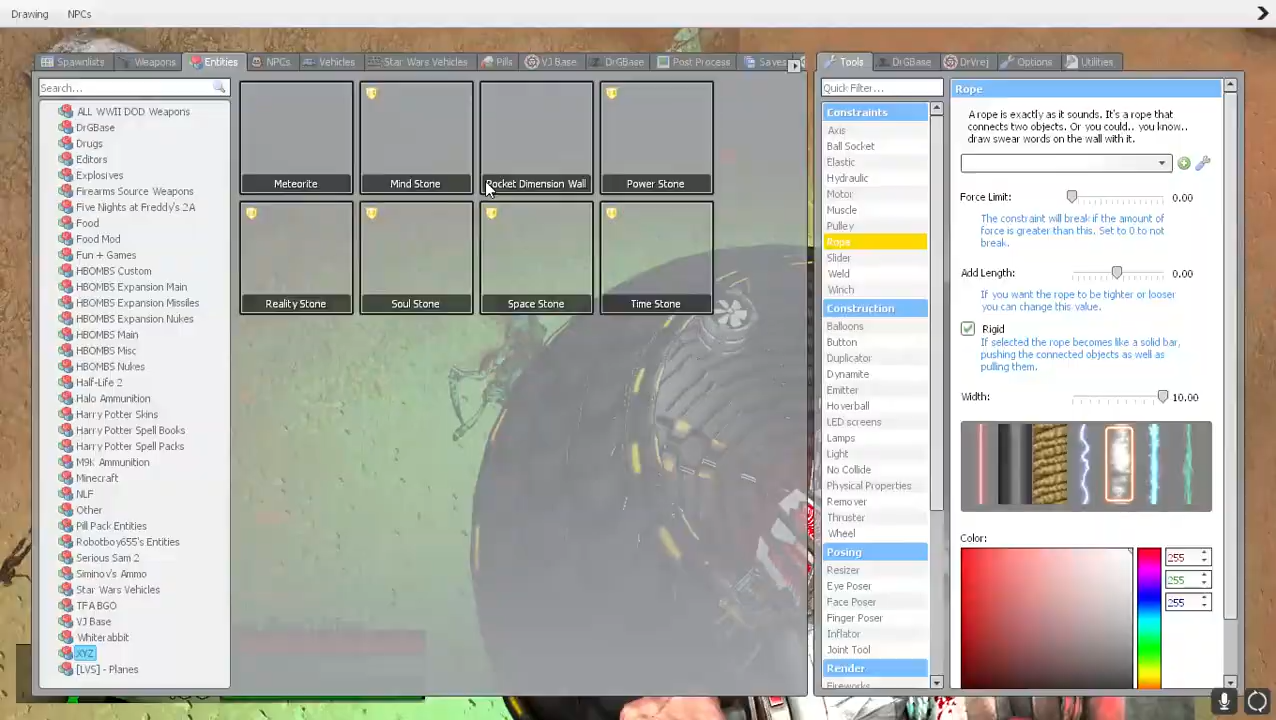 Drawing NPCs
Spawnlists Weapons Entities NPCs Vehicles Star Wars Vehicles Pills VJ Base DrGBase Post Process Saves
Search...
ALL WWII DOD Weapons
DrGBase
Drugs
Editors
Explosives
Firearms Source Weapons
Five Nights at Freddy's 2A
Food
Food Mod
Fun + Games
HBOMBS Custom
HBOMBS Expansion Main
HBOMBS Expansion Missiles
HBOMBS Expansion Nukes
HBOMBS Main
HBOMBS Misc
HBOMBS Nukes
Half-Life 2
Halo Ammunition
Harry Potter Skins
Harry Potter Spell Books
Harry Potter Spell Packs
M9K Ammunition
Minecraft
NLF
Other
Pill Pack Entities
Robotboy655's Entities
Serious Sam 2
Siminov's Ammo
Star Wars Vehicles
TFA BGO
VJ Base
Whiterabbit
XYZ
[LVS] - Planes
Meteorite Mind Stone Pocket Dimension Wall Power Stone
Reality Stone Soul Stone Space Stone Time Stone
Tools DrGBase DrVrej Options Utilities
Quick Filter...
Constraints
Axis
Ball Socket
Elastic
Hydraulic
Motor
Muscle
Pulley
Rope
Slider
Weld
Winch
Construction
Balloons
Button
Duplicator
Dynamite
Emitter
Hoverball
LED screens
Lamps
Light
No Collide
Physical Properties
Remover
Thruster
Wheel
Posing
Resizer
Eye Poser
Face Poser
Finger Poser
Inflator
Joint Tool
Render
Fireworks
Rope
A rope is exactly as it sounds. It's a rope that
connects two objects. Or you could.. you know..
draw swear words on the wall with it.
Force Limit: 0.00
The constraint will break if the amount of
force is greater than this. Set to 0 to not
break.
Add Length: 0.00
If you want the rope to be tighter or looser
you can change this value.
Rigid
If selected the rope becomes like a solid bar,
pushing the connected objects as well as
pulling them.
Width: 10.00
Color:
255
255
255